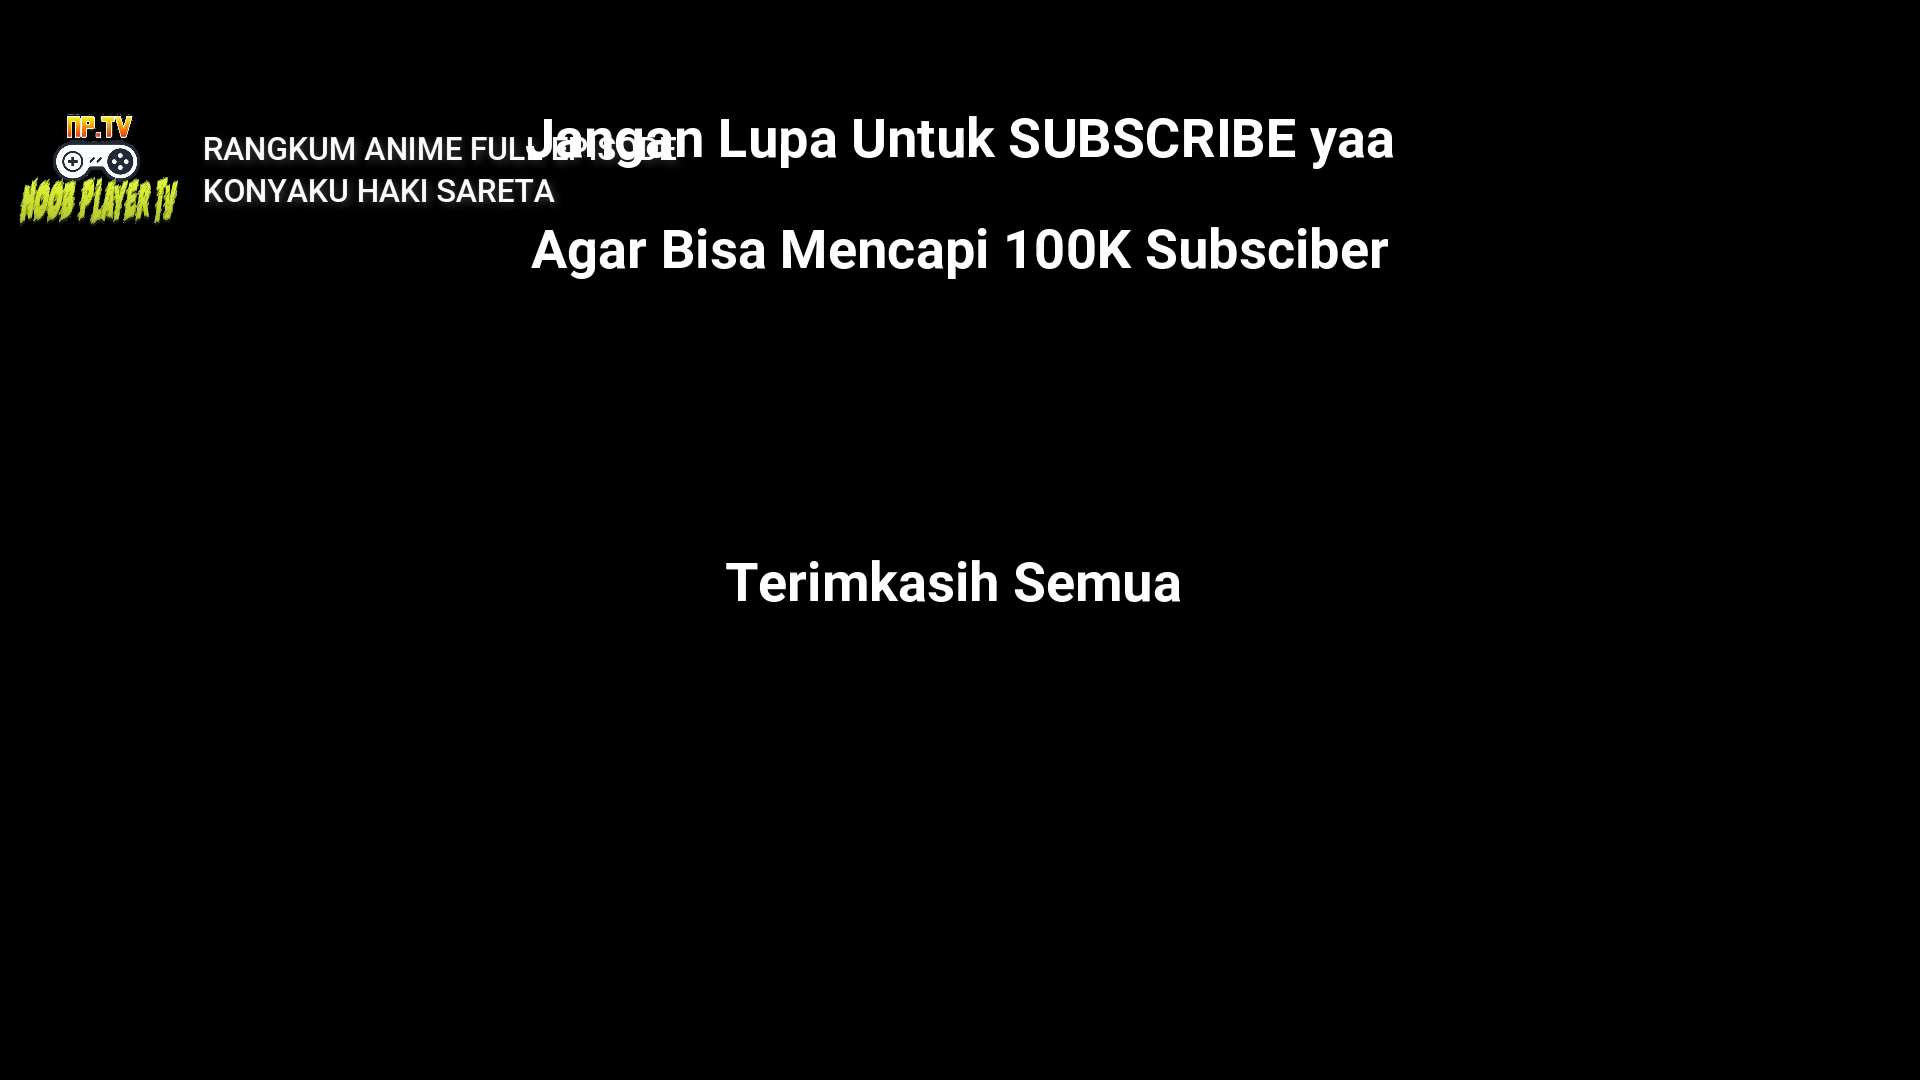 NP.TV
NOOB PLAYER TV
RANGKUM ANIME FULL EPISODE
KONYAKU HAKI SARETA
Jangan Lupa Untuk SUBSCRIBE yaa
Agar Bisa Mencapi 100K Subsciber
Terimkasih Semua